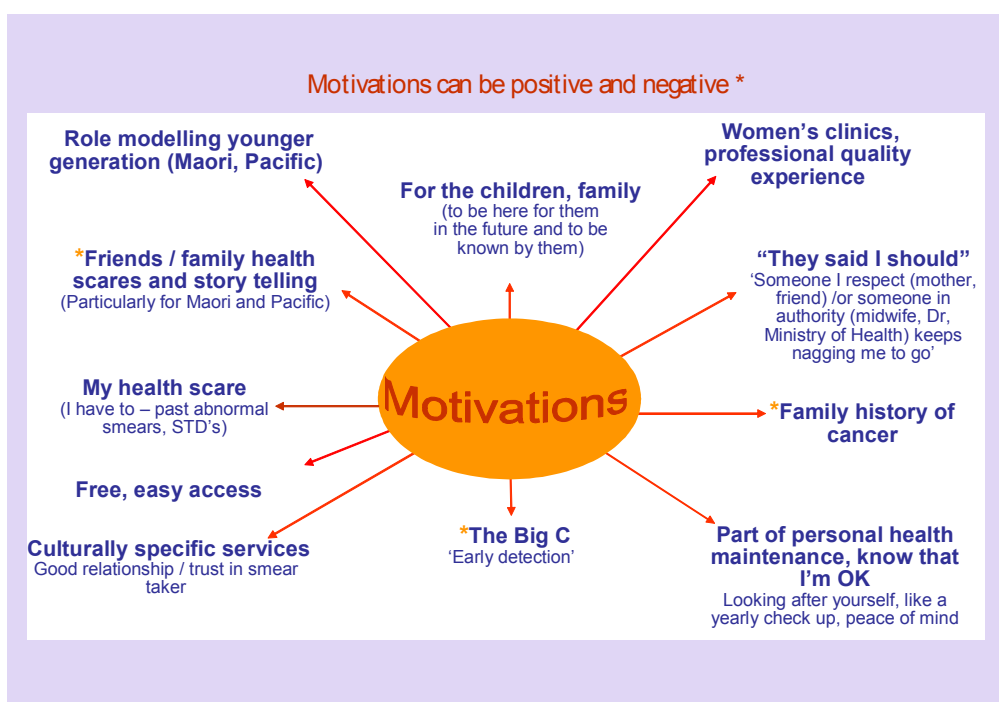 Motivations can be positive and negative *
Role modelling younger
generation (Maori, Pacific)
For the children, family
(to be here for them
in the future and to be
known by them)
Women’s clinics,
professional quality
experience
*Friends / family health
scares and story telling
(Particularly for Maori and Pacific)
“They said I should”
‘Someone I respect (mother,
friend) /or someone in
authority (midwife, Dr,
Ministry of Health) keeps
nagging me to go’
My health scare
(I have to – past abnormal
smears, STD’s)
Motivations
*Family history of
cancer
Free, easy access
Culturally specific services
Good relationship / trust in smear
taker
*The Big C
‘Early detection’
Part of personal health
maintenance, know that
I’m OK
Looking after yourself, like a
yearly check up, peace of mind